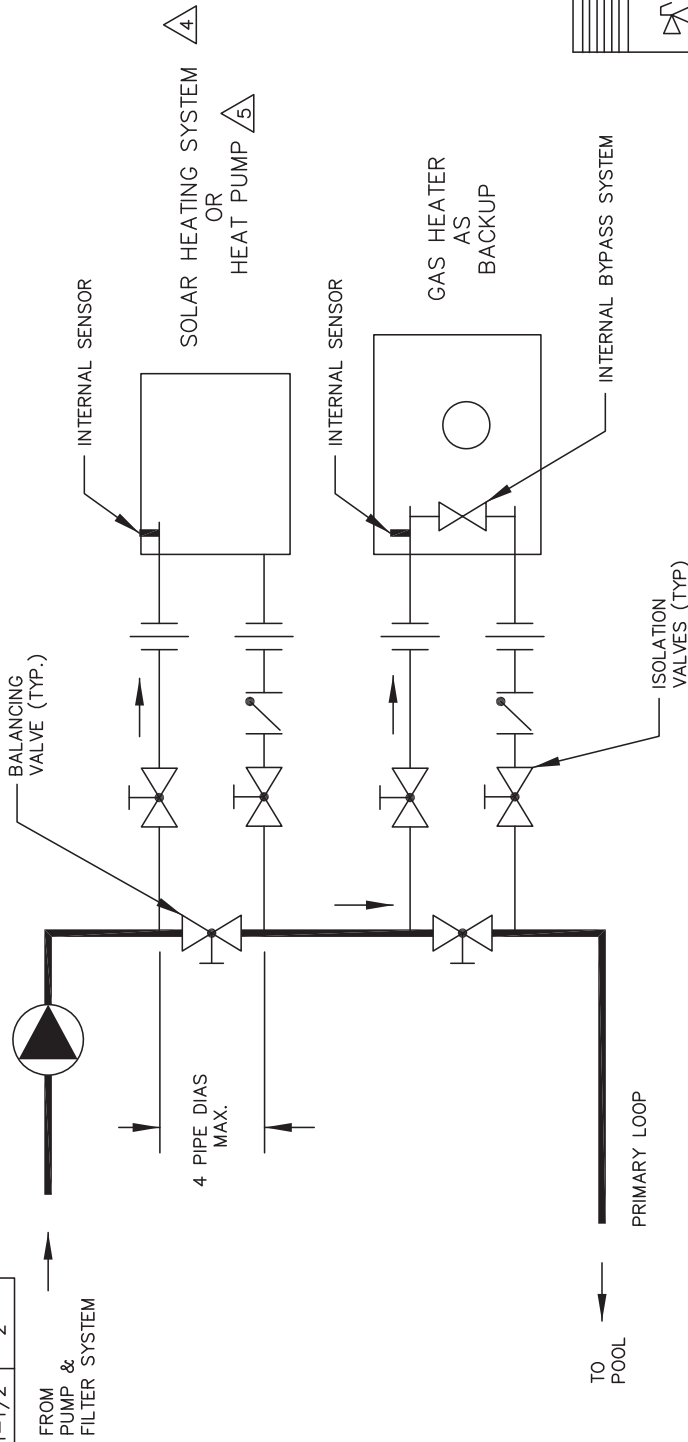 1-1/2
2
FROM
PUMP &
FILTER SYSTEM
BALANCING
VALVE (TYP.)
INTERNAL SENSOR
SOLAR HEATING SYSTEM
4
OR
HEAT PUMP
5
4 PIPE DIAS
MAX.
INTERNAL SENSOR
GAS HEATER
AS
BACKUP
INTERNAL BYPASS SYSTEM
ISOLATION
VALVES (TYP)
PRIMARY LOOP
TO
POOL